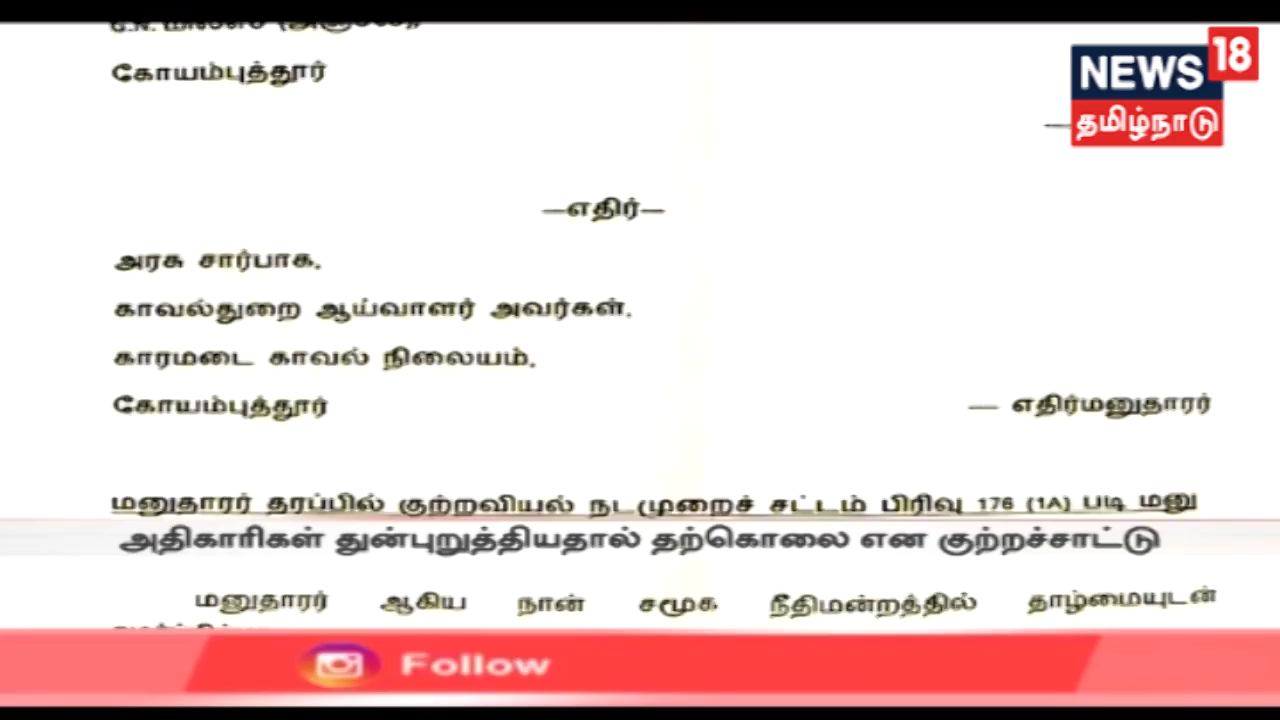 கோயம்புத்தூர்
NEWS 18
தமிழ்நாடு
—எதிர்—
அரசு சார்பாக.
காவல்துறை ஆய்வாளர் அவர்கள்.
காரமடை காவல் நிலையம்.
கோயம்புத்தூர் — எதிர்மனுதாரர்
மனுதாரர் தரப்பில் குற்றவியல் நடமுறைச் சட்டம் பிரிவு 176 (1A) படி மனு
அதிகாரிகள் துன்புறுத்தியதால் தற்கொலை என குற்றச்சாட்டு
மனுதாரர் ஆகிய நான் சமூக நீதிமன்றத்தில் தாழ்மையுடன்
Follow